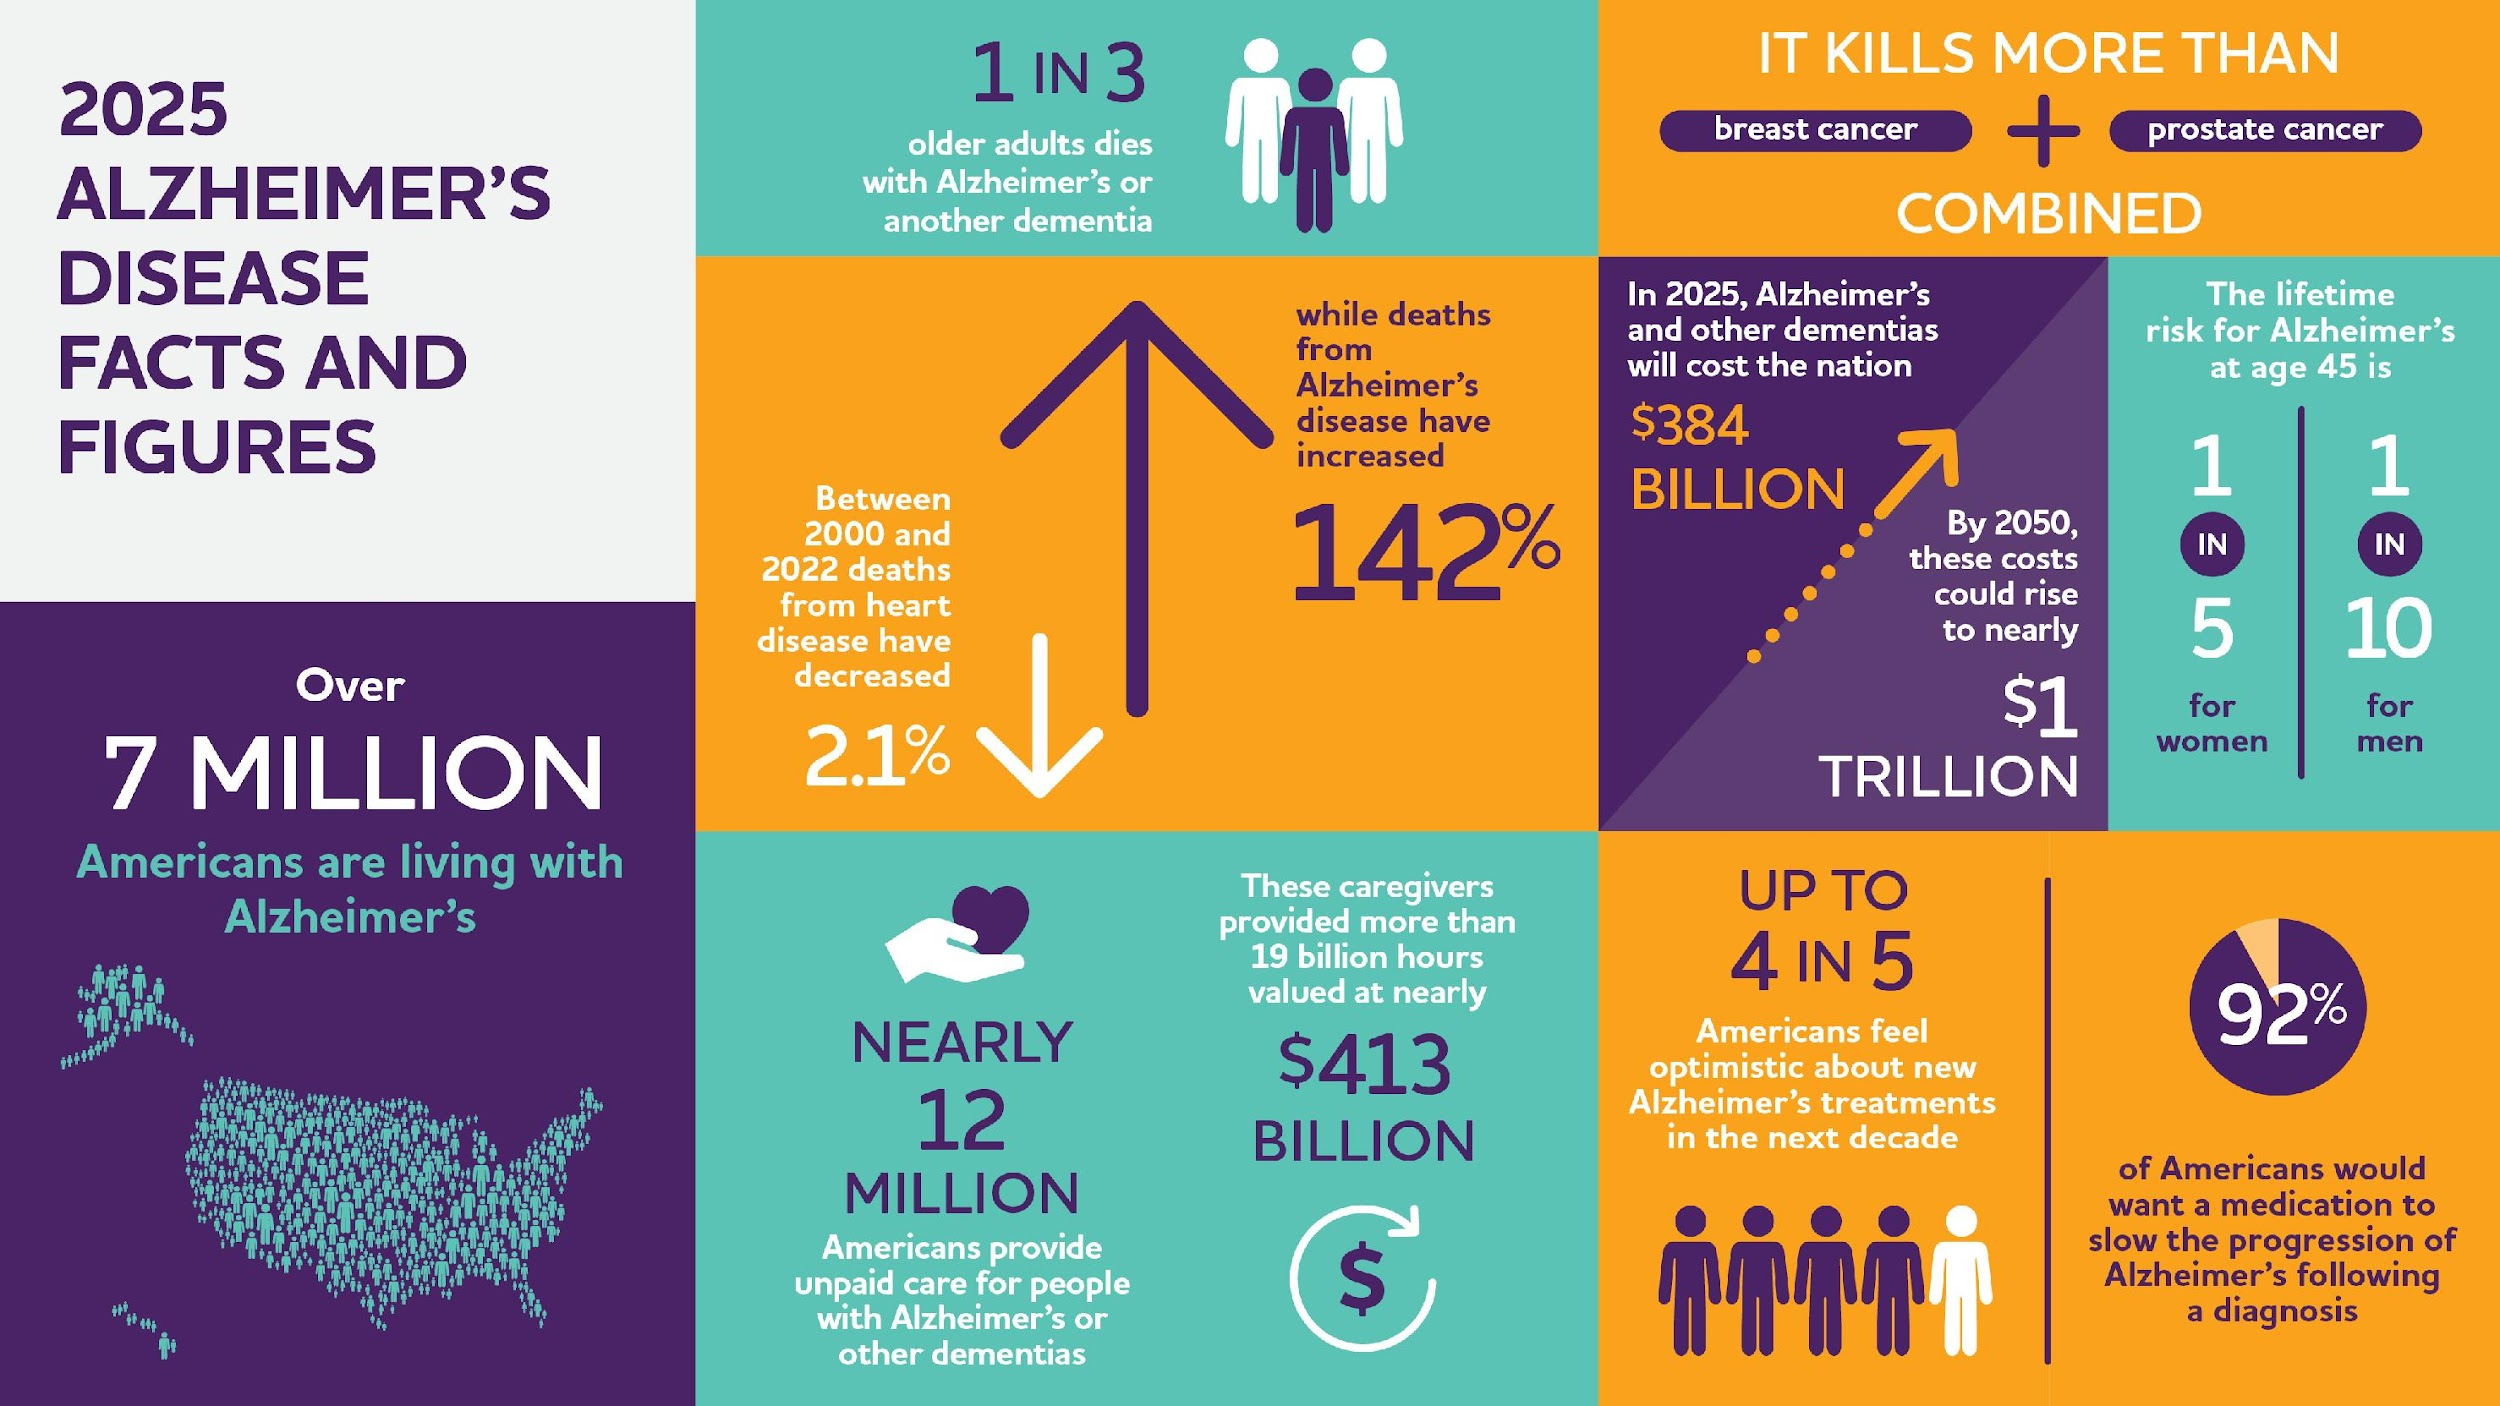 2025
ALZHEIMER’S
DISEASE
FACTS AND
FIGURES
Over
7 MILLION
Americans are living with
Alzheimer’s
1 IN 3
older adults dies
with Alzheimer’s or
another dementia
IT KILLS MORE THAN
breast cancer + prostate cancer
COMBINED
Between
2000 and
2022 deaths
from heart
disease have
decreased
2.1%
while deaths
from
Alzheimer’s
disease have
increased
142%
In 2025, Alzheimer’s
and other dementias
will cost the nation
$384
BILLION
By 2050,
these costs
could rise
to nearly
$1
TRILLION
The lifetime
risk for Alzheimer’s
at age 45 is
1
IN
5
for
women
1
IN
10
for
men
NEARLY
12
MILLION
Americans provide
unpaid care for people
with Alzheimer’s or
other dementias
These caregivers
provided more than
19 billion hours
valued at nearly
$413
BILLION
$
UP TO
4 IN 5
Americans feel
optimistic about new
Alzheimer’s treatments
in the next decade
92%
of Americans would
want a medication to
slow the progression of
Alzheimer’s following
a diagnosis